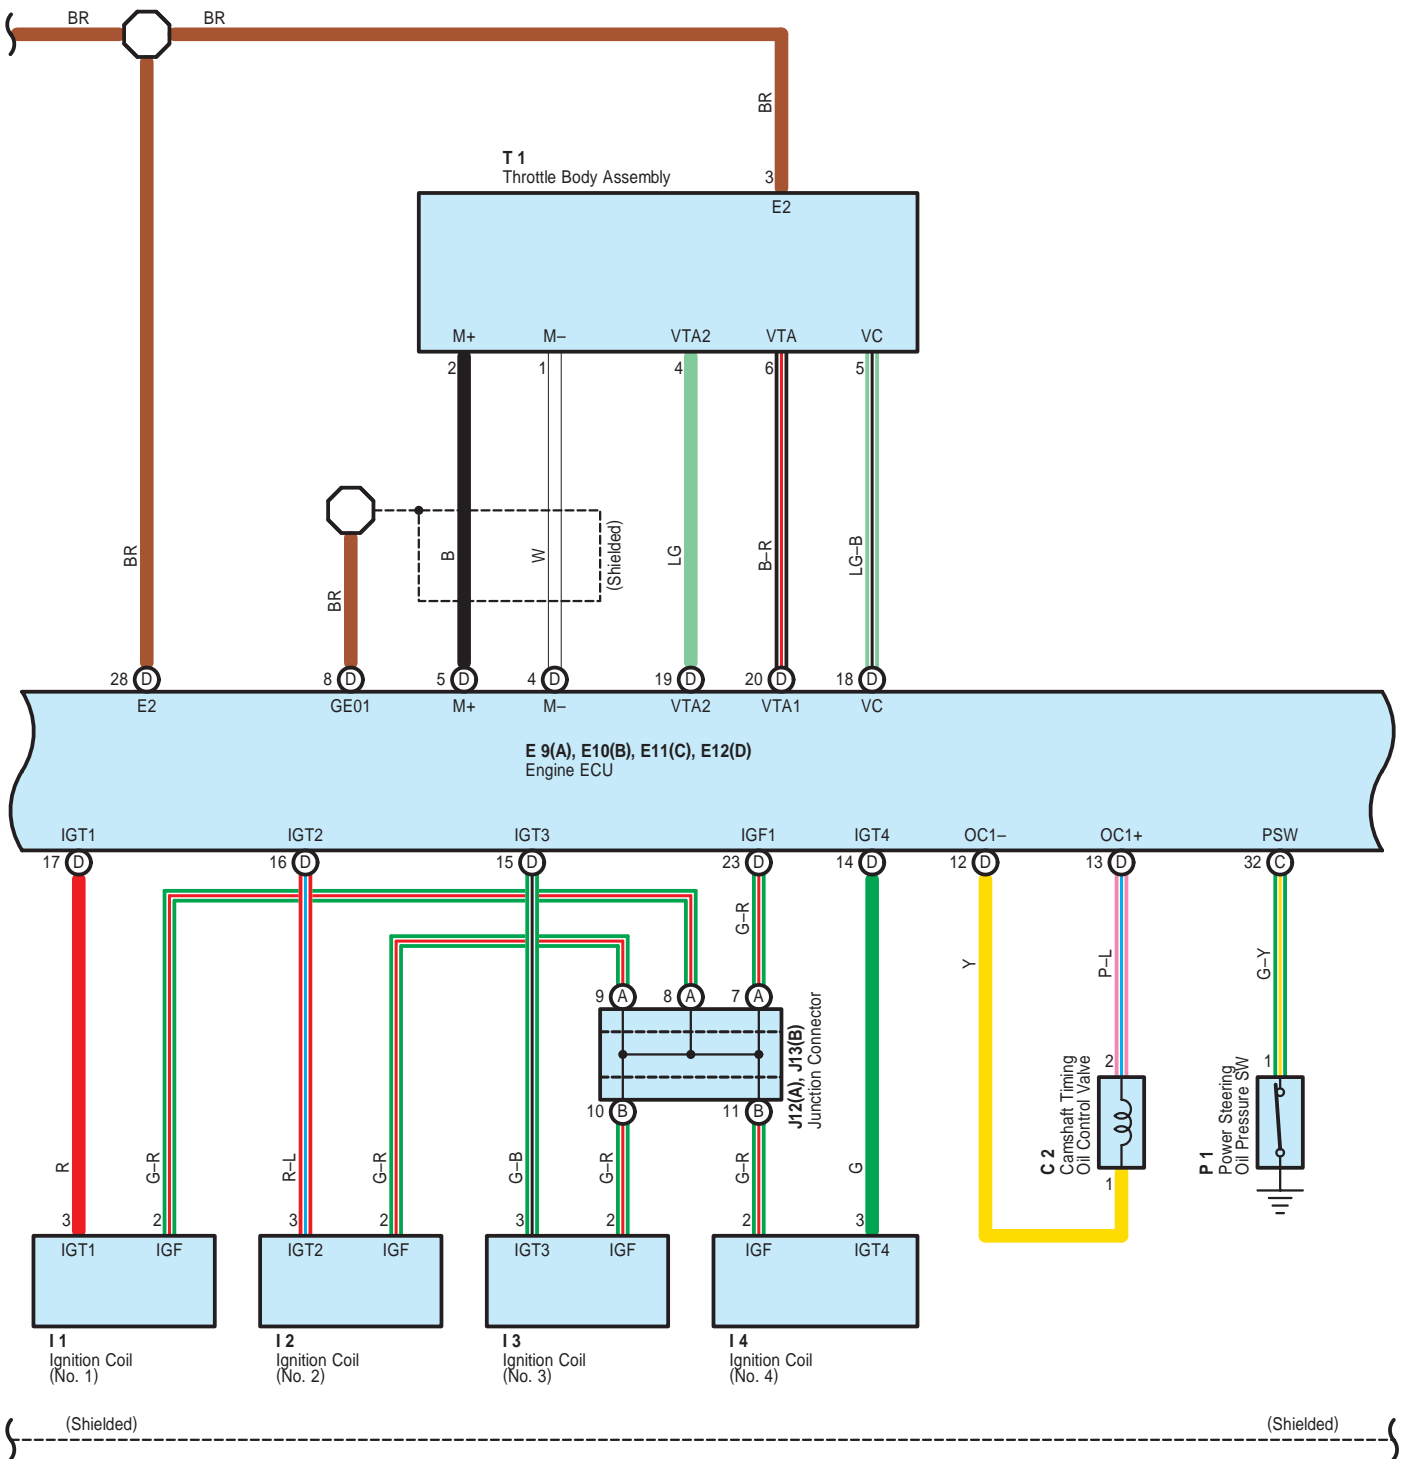 BR
BR
BR
T 1
Throttle Body Assembly
3
E2
M+
M–
VTA2
VTA
VC
2
1
4
6
5
BR
BR
B
W
(Shielded)
LG
B–R
LG–B
28 D
8 D
5 D
4 D
19 D
20 D
18 D
E2
GE01
M+
M–
VTA2
VTA1
VC
E 9(A), E10(B), E11(C), E12(D)
Engine ECU
IGT1
IGT2
IGT3
IGF1
IGT4
OC1–
OC1+
PSW
17 D
16 D
15 D
23 D
14 D
12 D
13 D
32 C
G–R
Y
P–L
G–Y
9 A
8 A
7 A
J12(A), J13(B)
Junction Connector
10 B
11 B
2
1
C 2
Camshaft Timing
Oil Control Valve
1
P 1
Power Steering
Oil Pressure SW
R
G–R
R–L
G–R
G–B
G–R
G–R
G
3
2
3
2
3
2
2
3
IGT1
IGF
IGT2
IGF
IGT3
IGF
IGF
IGT4
I 1
Ignition Coil
(No. 1)
I 2
Ignition Coil
(No. 2)
I 3
Ignition Coil
(No. 3)
I 4
Ignition Coil
(No. 4)
(Shielded)
(Shielded)